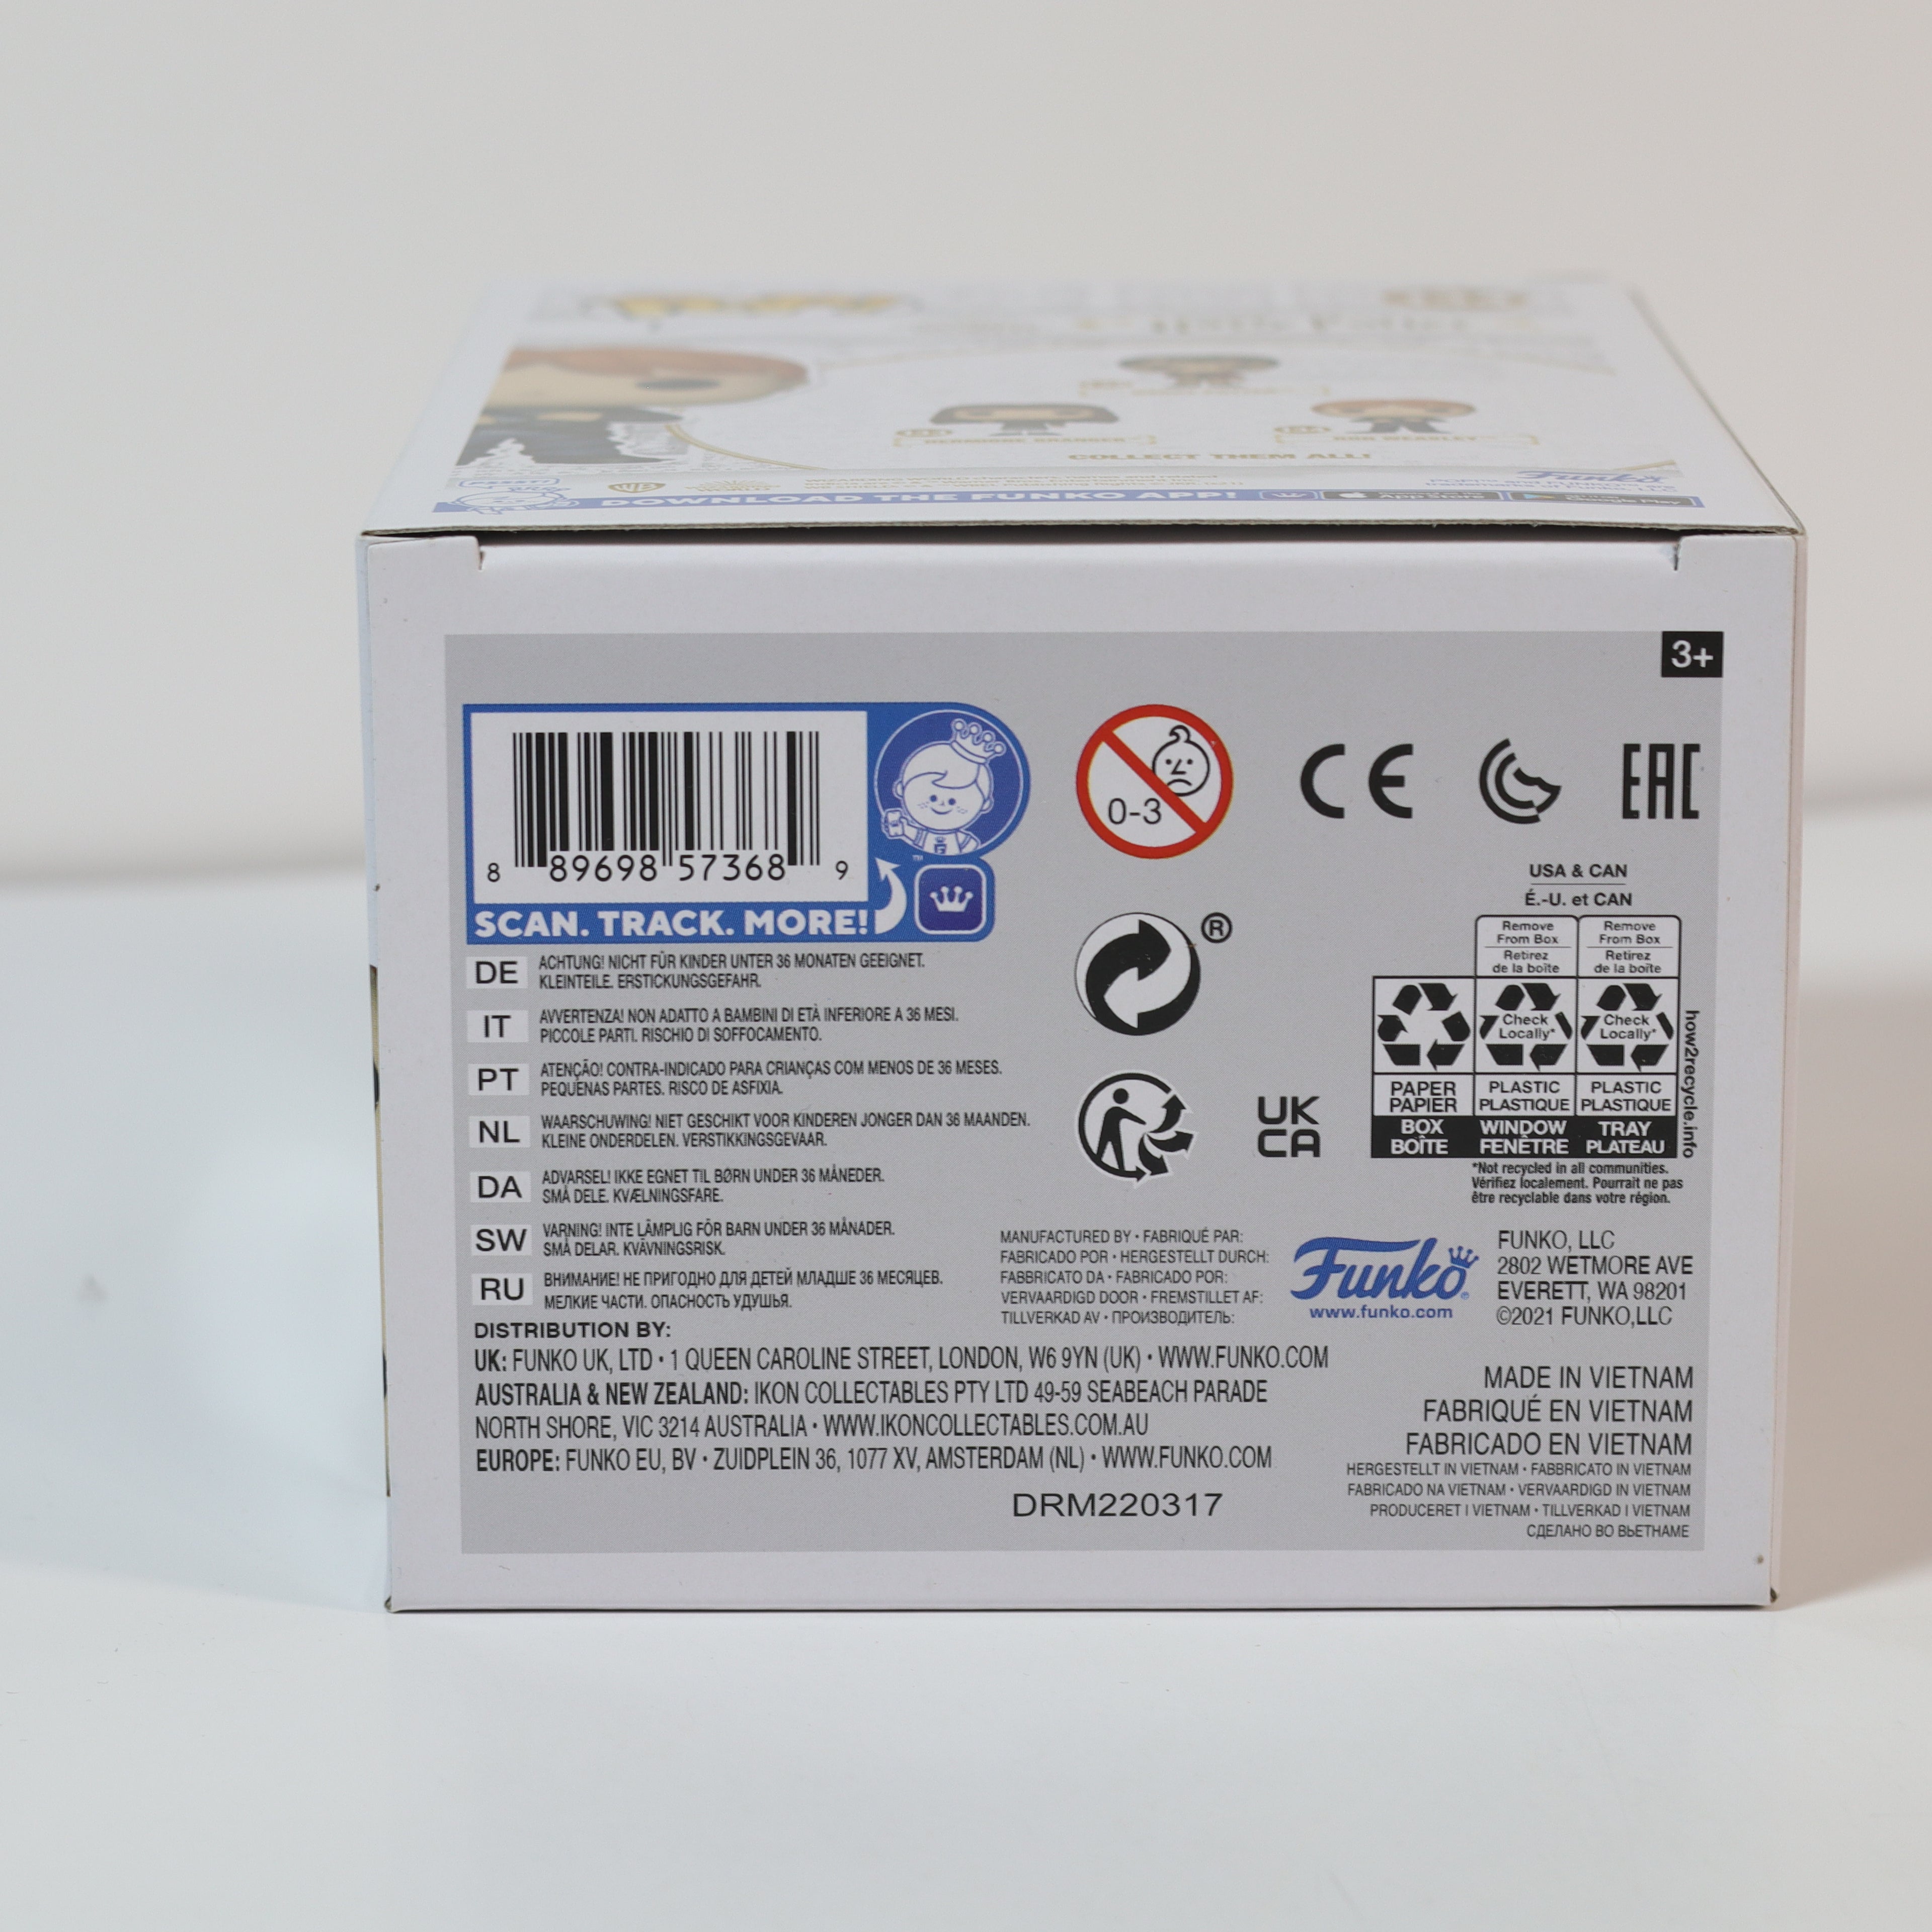 Harry Potter
HERMIONE GRANGER
RON WEASLEY
COLLECT THEM ALL!
Funko
DOWNLOAD THE FUNKO APP!
App Store
Google Play
3+
8 89698 57368 9
SCAN. TRACK. MORE!
™
0-3
CE
EAC
®
UK
CA
USA & CAN
É.-U. et CAN
Remove From Box Retirez de la boîte
Remove From Box Retirez de la boîte
Check Locally*
Check Locally*
PAPER PAPIER
PLASTIC PLASTIQUE
PLASTIC PLASTIQUE
BOX BOÎTE
WINDOW FENÊTRE
TRAY PLATEAU
how2recycle.info
*Not recycled in all communities.
Vérifiez localement. Pourrait ne pas
être recyclable dans votre région.
DE ACHTUNG! NICHT FÜR KINDER UNTER 36 MONATEN GEEIGNET.
KLEINTEILE. ERSTICKUNGSGEFAHR.
IT AVVERTENZA! NON ADATTO A BAMBINI DI ETÀ INFERIORE A 36 MESI.
PICCOLE PARTI. RISCHIO DI SOFFOCAMENTO.
PT ATENÇÃO! CONTRA-INDICADO PARA CRIANÇAS COM MENOS DE 36 MESES.
PEQUENAS PARTES. RISCO DE ASFIXIA.
NL WAARSCHUWING! NIET GESCHIKT VOOR KINDEREN JONGER DAN 36 MAANDEN.
KLEINE ONDERDELEN. VERSTIKKINGSGEVAAR.
DA ADVARSEL! IKKE EGNET TIL BØRN UNDER 36 MÅNEDER.
SMÅ DELE. KVÆLNINGSFARE.
SW VARNING! INTE LÄMPLIG FÖR BARN UNDER 36 MÅNADER.
SMÅ DELAR. KVÄVNINGSRISK.
RU ВНИМАНИЕ! НЕ ПРИГОДНО ДЛЯ ДЕТЕЙ МЛАДШЕ 36 МЕСЯЦЕВ.
МЕЛКИЕ ЧАСТИ. ОПАСНОСТЬ УДУШЬЯ.
MANUFACTURED BY • FABRIQUÉ PAR:
FABRICADO POR • HERGESTELLT DURCH:
FABBRICATO DA • FABRICADO POR:
VERVAARDIGD DOOR • FREMSTILLET AF:
TILLVERKAD AV • ПРОИЗВОДИТЕЛЬ:
Funko®
www.funko.com
FUNKO, LLC
2802 WETMORE AVE
EVERETT, WA 98201
©2021 FUNKO,LLC
DISTRIBUTION BY:
UK: FUNKO UK, LTD • 1 QUEEN CAROLINE STREET, LONDON, W6 9YN (UK) • WWW.FUNKO.COM
AUSTRALIA & NEW ZEALAND: IKON COLLECTABLES PTY LTD 49-59 SEABEACH PARADE
NORTH SHORE, VIC 3214 AUSTRALIA • WWW.IKONCOLLECTABLES.COM.AU
EUROPE: FUNKO EU, BV • ZUIDPLEIN 36, 1077 XV, AMSTERDAM (NL) • WWW.FUNKO.COM
DRM220317
MADE IN VIETNAM
FABRIQUÉ EN VIETNAM
FABRICADO EN VIETNAM
HERGESTELLT IN VIETNAM • FABBRICATO IN VIETNAM
FABRICADO NA VIETNAM • VERVAARDIGD IN VIETNAM
PRODUCERET I VIETNAM • TILLVERKAD I VIETNAM
СДЕЛАНО ВО ВЬЕТНАМЕ